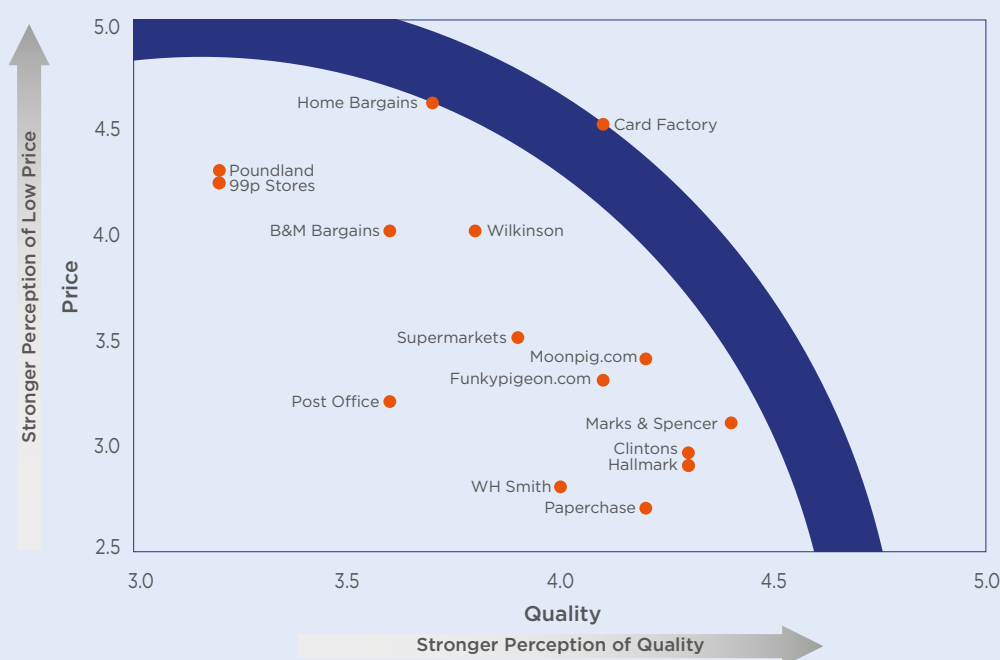 5.0
4.5
4.0
3.5
3.0
2.5
Stronger Perception of Low Price
Price
Home Bargains
Card Factory
Poundland
99p Stores
B&M Bargains
Wilkinson
Supermarkets
Moonpig.com
Funkypigeon.com
Post Office
Marks & Spencer
Clintons
Hallmark
WH Smith
Paperchase
3.0 3.5 4.0 4.5 5.0
Quality
Stronger Perception of Quality